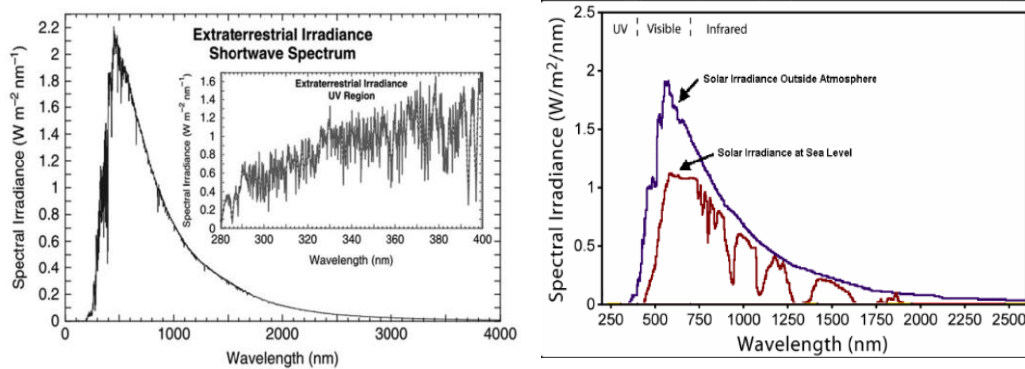 Extraterrestrial Irradiance
Shortwave Spectrum
Spectral Irradiance (W m⁻² nm⁻¹)
2.2
2.0
1.8
1.6
1.4
1.2
1.0
0.8
0.6
0.4
0.2
0
0 1000 2000 3000 4000
Wavelength (nm)
Extraterrestrial Irradiance
UV Region
Spectral Irradiance (W m⁻² nm⁻¹)
1.6
1.4
1.2
1.0
0.8
0.6
0.4
0.2
0.0
280 300 320 340 360 380 400
Wavelength (nm)
Spectral Irradiance (W/m²/nm)
2.5
2
1.5
1
0.5
0
UV Visible Infrared
Solar Irradiance Outside Atmosphere
Solar Irradiance at Sea Level
250 500 750 1000 1250 1500 1750 2000 2250 2500
Wavelength (nm)